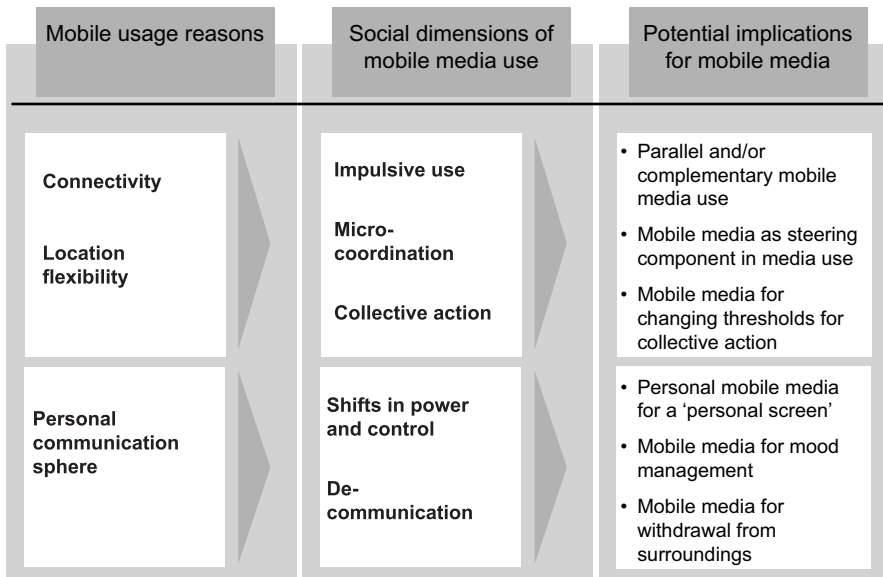 Mobile usage reasons
Social dimensions of
mobile media use
Potential implications
for mobile media
Connectivity
Location
flexibility
Impulsive use
Micro-
coordination
Collective action
• Parallel and/or
complementary mobile
media use
• Mobile media as steering
component in media use
• Mobile media for
changing thresholds for
collective action
Personal
communication
sphere
Shifts in power
and control
De-
communication
• Personal mobile media
for a ‘personal screen’
• Mobile media for mood
management
• Mobile media for
withdrawal from
surroundings